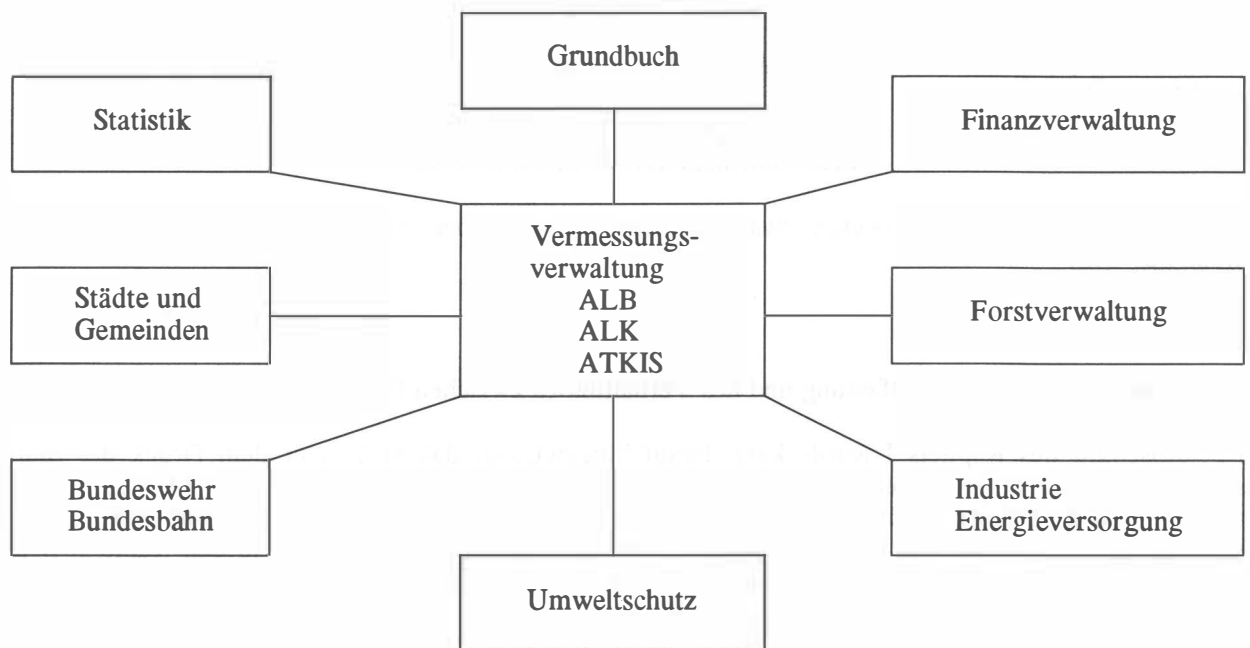 Grundbuch
Statistik
Finanzverwaltung
Vermessungs-
verwaltung
ALB
ALK
ATKIS
Städte und
Gemeinden
Forstverwaltung
Bundeswehr
Bundesbahn
Industrie
Energieversorgung
Umweltschutz